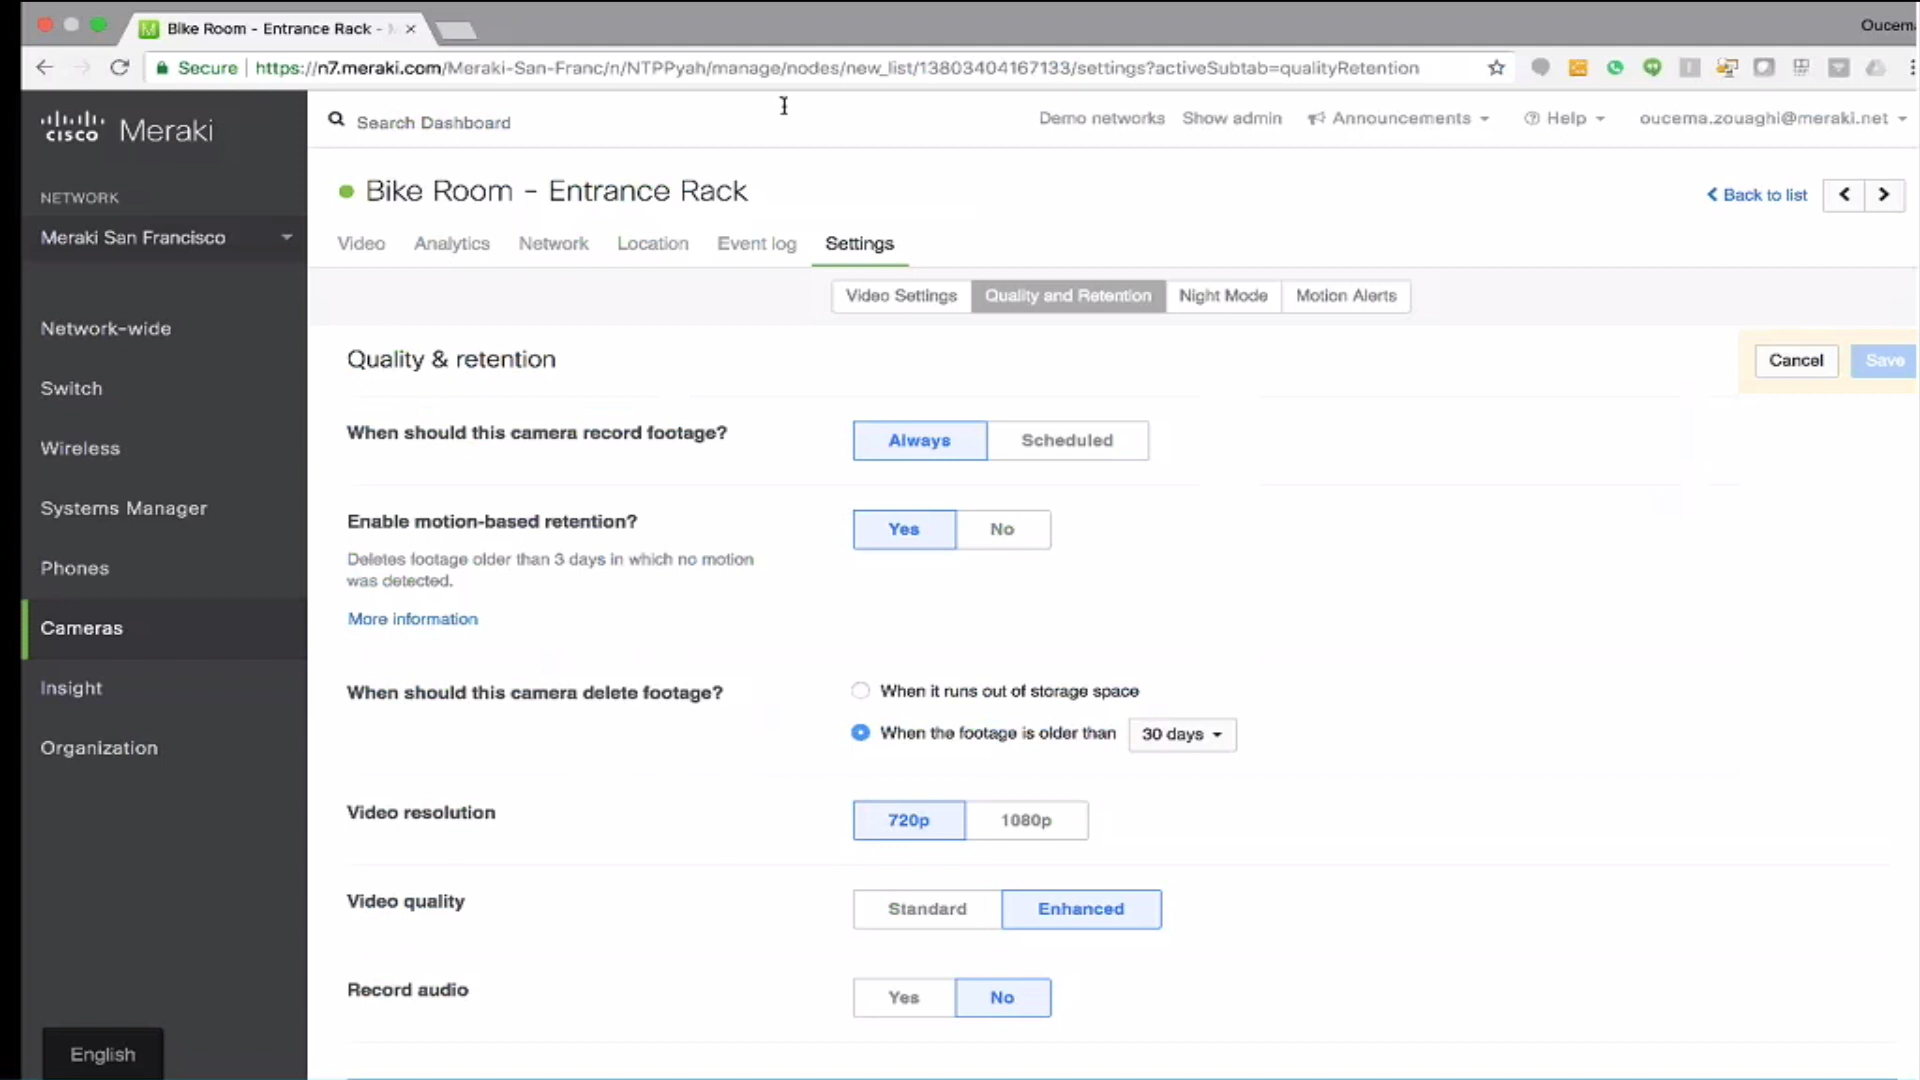 Bike Room - Entrance Rack -
Oucem
Secure
https://n7.meraki.com/Meraki-San-Franc/n/NTPPyah/manage/nodes/new_list/13803404167133/settings?activeSubtab=qualityRetention
CISCO Meraki
Search Dashboard
Demo networks
Show admin
Announcements
Help
oucema.zouaghi@meraki.net
NETWORK
Meraki San Francisco
Network-wide
Switch
Wireless
Systems Manager
Phones
Cameras
Insight
Organization
English
Bike Room - Entrance Rack
Back to list
Video
Analytics
Network
Location
Event log
Settings
Video Settings
Quality and Retention
Night Mode
Motion Alerts
Quality & retention
Cancel
Save
When should this camera record footage?
Always
Scheduled
Enable motion-based retention?
Yes
No
Deletes footage older than 3 days in which no motion
was detected.
More information
When should this camera delete footage?
When it runs out of storage space
When the footage is older than
30 days
Video resolution
720p
1080p
Video quality
Standard
Enhanced
Record audio
Yes
No